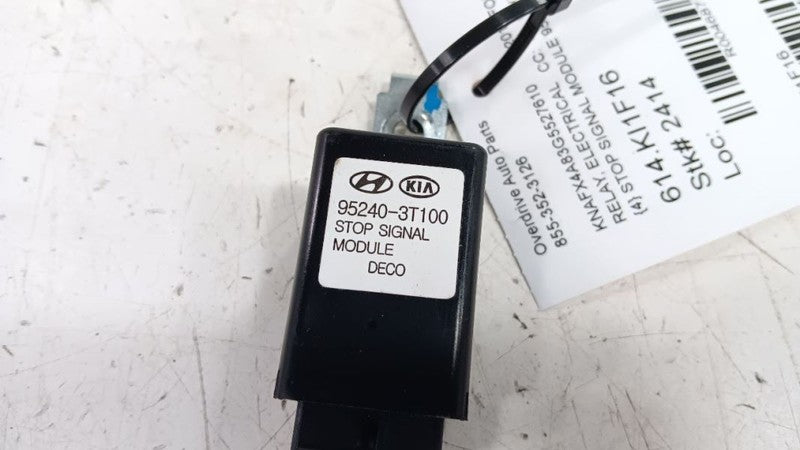 KIA
95240-3T100
STOP SIGNAL
MODULE
DECO
Overdrive Auto Parts
855-352-3126
KNAFX4A83G5527610
RELAY, ELECTRICAL CC:
(4) STOP SIGNAL MODULE
614.KI1F16
Stk# 2414
Loc: